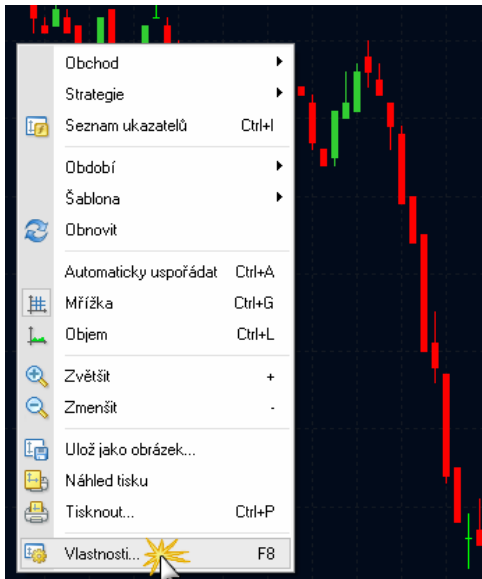 Obchod
Strategie
Seznam ukazatelů Ctrl+I
Období
Šablona
Obnovit
Automaticky uspořádat Ctrl+A
Mřížka Ctrl+G
Objem Ctrl+L
Zvětšit +
Zmenšit -
Ulož jako obrázek...
Náhled tisku
Tisknout... Ctrl+P
Vlastnosti... F8